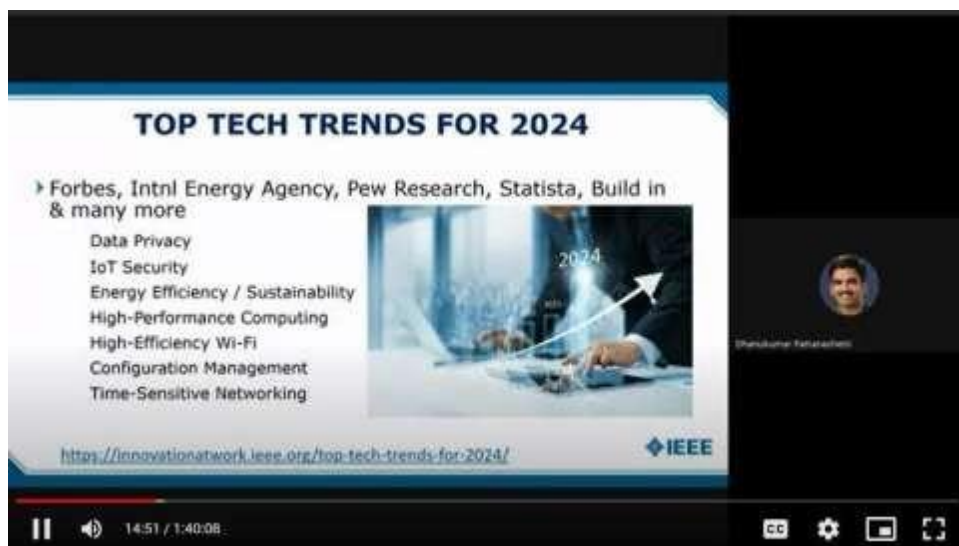 TOP TECH TRENDS FOR 2024
Forbes, Intnl Energy Agency, Pew Research, Statista, Build in
& many more
Data Privacy
IoT Security
Energy Efficiency / Sustainability
High-Performance Computing
High-Efficiency Wi-Fi
Configuration Management
Time-Sensitive Networking
2024
https://innovationatwork.ieee.org/top-tech-trends-for-2024/
IEEE
14:51 / 1:40:08
CC